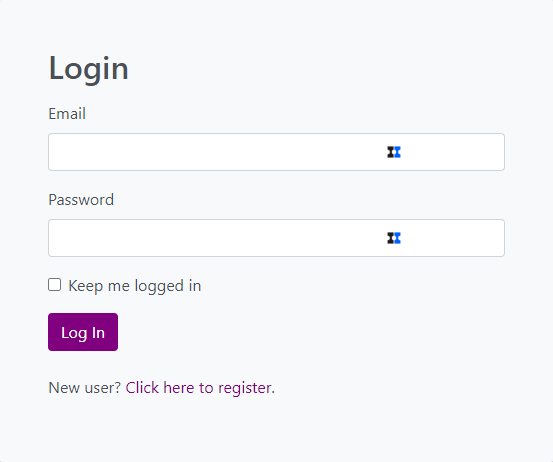 Login
Email
Password
Keep me logged in
Log In
New user? Click here to register.